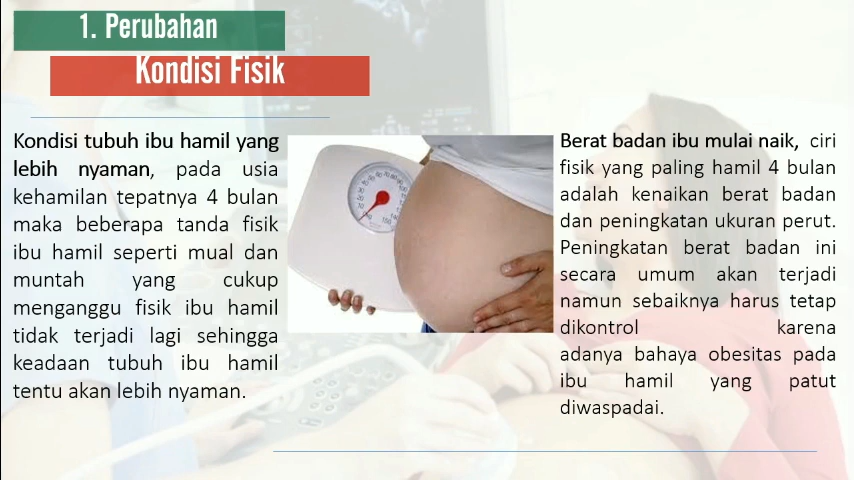 1. Perubahan
Kondisi Fisik
Kondisi tubuh ibu hamil yang
lebih nyaman, pada usia
kehamilan tepatnya 4 bulan
maka beberapa tanda fisik
ibu hamil seperti mual dan
muntah yang cukup
menganggu fisik ibu hamil
tidak terjadi lagi sehingga
keadaan tubuh ibu hamil
tentu akan lebih nyaman.
Berat badan ibu mulai naik, ciri
fisik yang paling hamil 4 bulan
adalah kenaikan berat badan
dan peningkatan ukuran perut.
Peningkatan berat badan ini
secara umum akan terjadi
namun sebaiknya harus tetap
dikontrol karena
adanya bahaya obesitas pada
ibu hamil yang patut
diwaspadai.